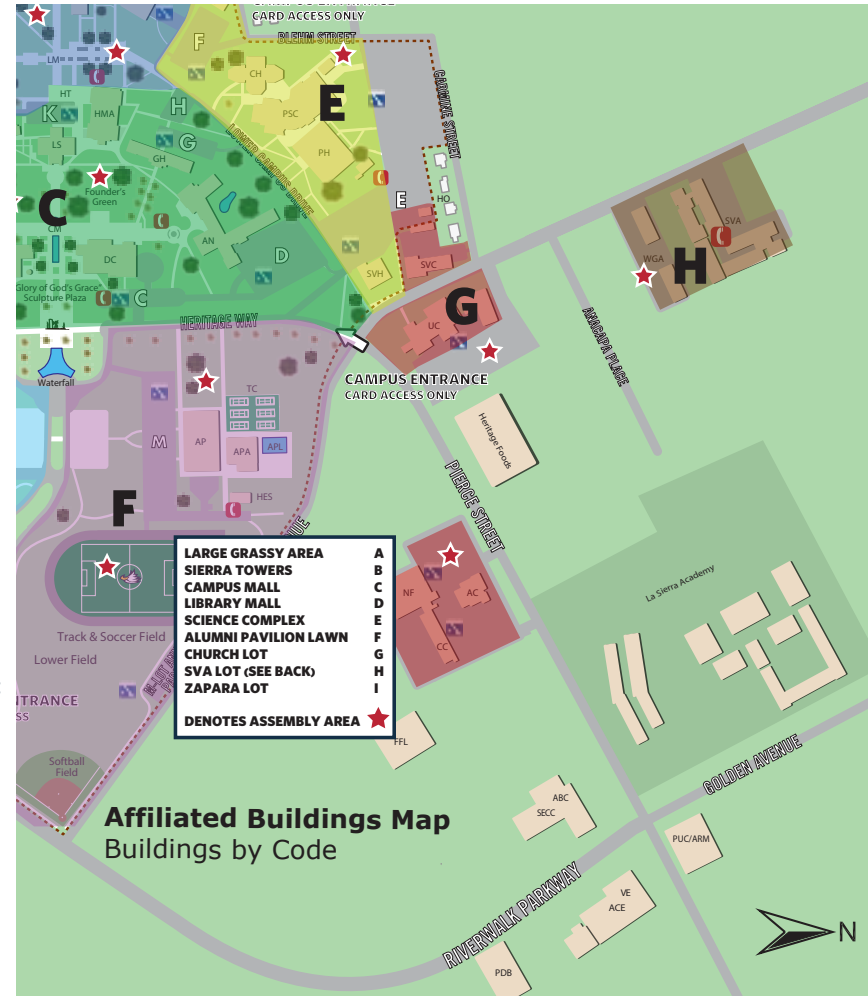 CARD ACCESS ONLY
BLEHM STREET
F
CH
LM
E
PSC
CARMINE STREET
HT
K
HMA
H
G
LOWER CAMPUS DRIVE
LS
GH
PH
Founder's
Green
C
CM
E
HO
AN
DC
D
Glory of God's Grace
Sculpture Plaza
C
SVH
SVC
WGA
SVA
H
G
UC
HERITAGE WAY
CAMPUS ENTRANCE
CARD ACCESS ONLY
ANACAPA PLACE
Waterfall
TC
M
AP
APA
APL
HES
F
Heritage Foods
PIERCE STREET
LARGE GRASSY AREA A
SIERRA TOWERS B
CAMPUS MALL C
LIBRARY MALL D
SCIENCE COMPLEX E
ALUMNI PAVILION LAWN F
CHURCH LOT G
SVA LOT (SEE BACK) H
ZAPARA LOT I
DENOTES ASSEMBLY AREA
NF
AC
CC
La Sierra Academy
Track & Soccer Field
Lower Field
Softball
Field
FFL
GOLDEN AVENUE
ABC
SECC
PUC/ARM
Affiliated Buildings Map
Buildings by Code
VE
ACE
RIVERWALK PARKWAY
PDB
N